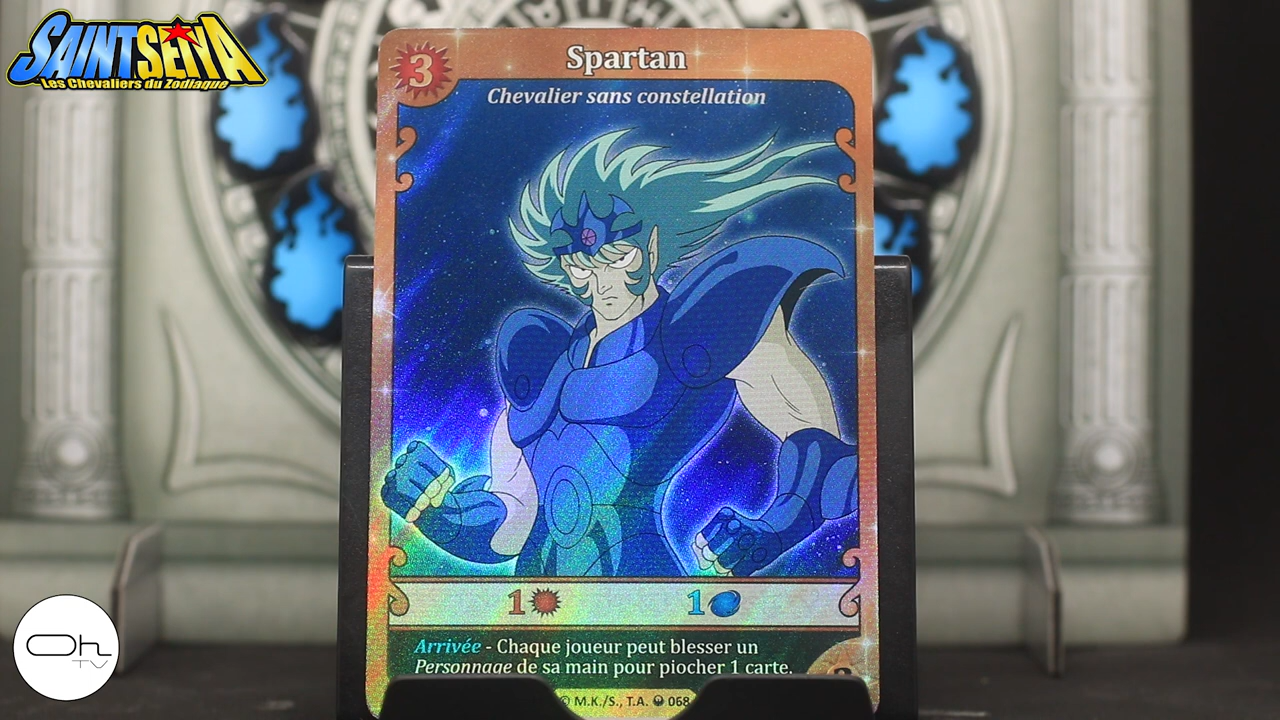 SAINT SEIYA
Les Chevaliers du Zodiaque
3
Spartan
Chevalier sans constellation
1 1
Arrivée - Chaque joueur peut blesser un
Personnage de sa main pour piocher 1 carte.
© M.K./S., T.A. 068
Oh
TV